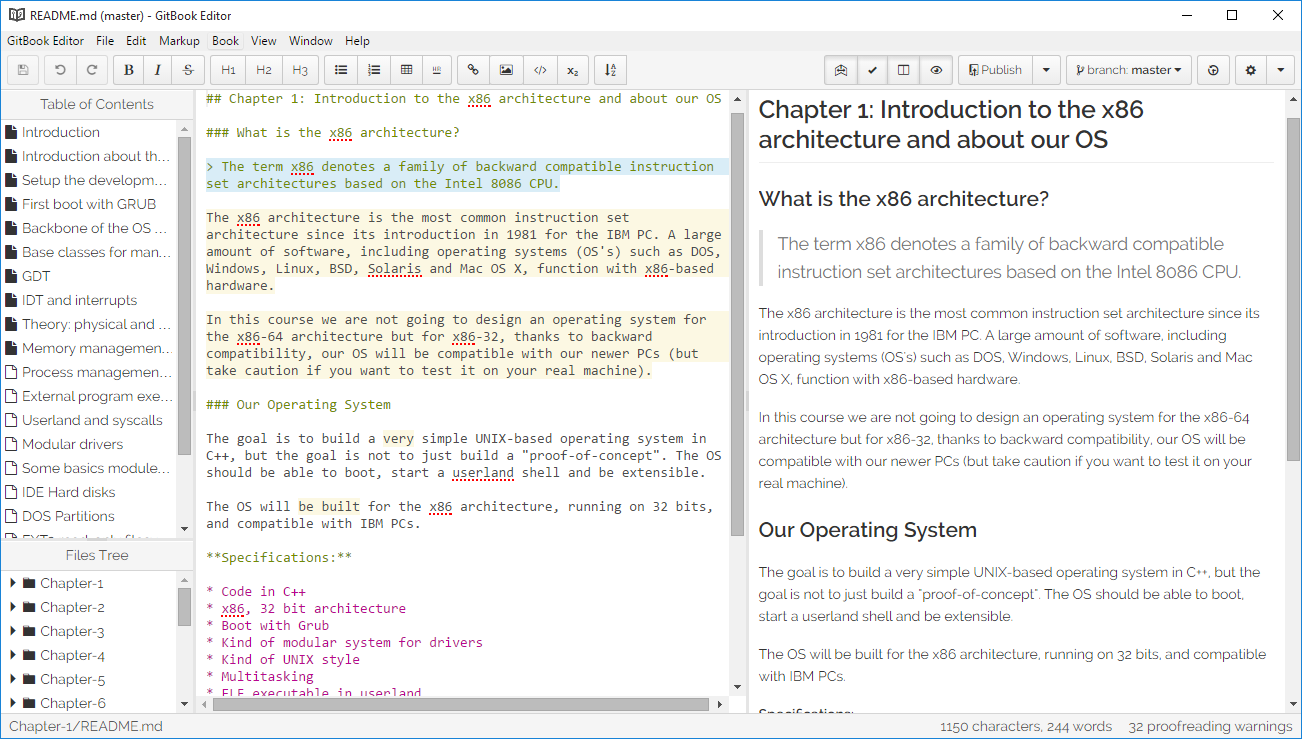 README.md (master) - GitBook Editor
GitBook Editor File Edit Markup Book View Window Help
B I S H1 H2 H3 x₂ Publish branch: master
Table of Contents
Introduction
Introduction about th...
Setup the developm...
First boot with GRUB
Backbone of the OS ...
Base classes for man...
GDT
IDT and interrupts
Theory: physical and ...
Memory managemen...
Process managemen...
External program exe...
Userland and syscalls
Modular drivers
Some basics module...
IDE Hard disks
DOS Partitions
Files Tree
Chapter-1
Chapter-2
Chapter-3
Chapter-4
Chapter-5
Chapter-6
## Chapter 1: Introduction to the x86 architecture and about our OS
### What is the x86 architecture?
> The term x86 denotes a family of backward compatible instruction
set architectures based on the Intel 8086 CPU.
The x86 architecture is the most common instruction set
architecture since its introduction in 1981 for the IBM PC. A large
amount of software, including operating systems (OS's) such as DOS,
Windows, Linux, BSD, Solaris and Mac OS X, function with x86-based
hardware.
In this course we are not going to design an operating system for
the x86-64 architecture but for x86-32, thanks to backward
compatibility, our OS will be compatible with our newer PCs (but
take caution if you want to test it on your real machine).
### Our Operating System
The goal is to build a very simple UNIX-based operating system in
C++, but the goal is not to just build a "proof-of-concept". The OS
should be able to boot, start a userland shell and be extensible.
The OS will be built for the x86 architecture, running on 32 bits,
and compatible with IBM PCs.
**Specifications:**
* Code in C++
* x86, 32 bit architecture
* Boot with Grub
* Kind of modular system for drivers
* Kind of UNIX style
* Multitasking
* ELF executable in userland
Chapter 1: Introduction to the x86
architecture and about our OS
What is the x86 architecture?
The term x86 denotes a family of backward compatible
instruction set architectures based on the Intel 8086 CPU.
The x86 architecture is the most common instruction set architecture since its
introduction in 1981 for the IBM PC. A large amount of software, including
operating systems (OS's) such as DOS, Windows, Linux, BSD, Solaris and Mac
OS X, function with x86-based hardware.
In this course we are not going to design an operating system for the x86-64
architecture but for x86-32, thanks to backward compatibility, our OS will be
compatible with our newer PCs (but take caution if you want to test it on your
real machine).
Our Operating System
The goal is to build a very simple UNIX-based operating system in C++, but the
goal is not to just build a "proof-of-concept". The OS should be able to boot,
start a userland shell and be extensible.
The OS will be built for the x86 architecture, running on 32 bits, and compatible
with IBM PCs.
Specifications:
Chapter-1/README.md
1150 characters, 244 words 32 proofreading warnings